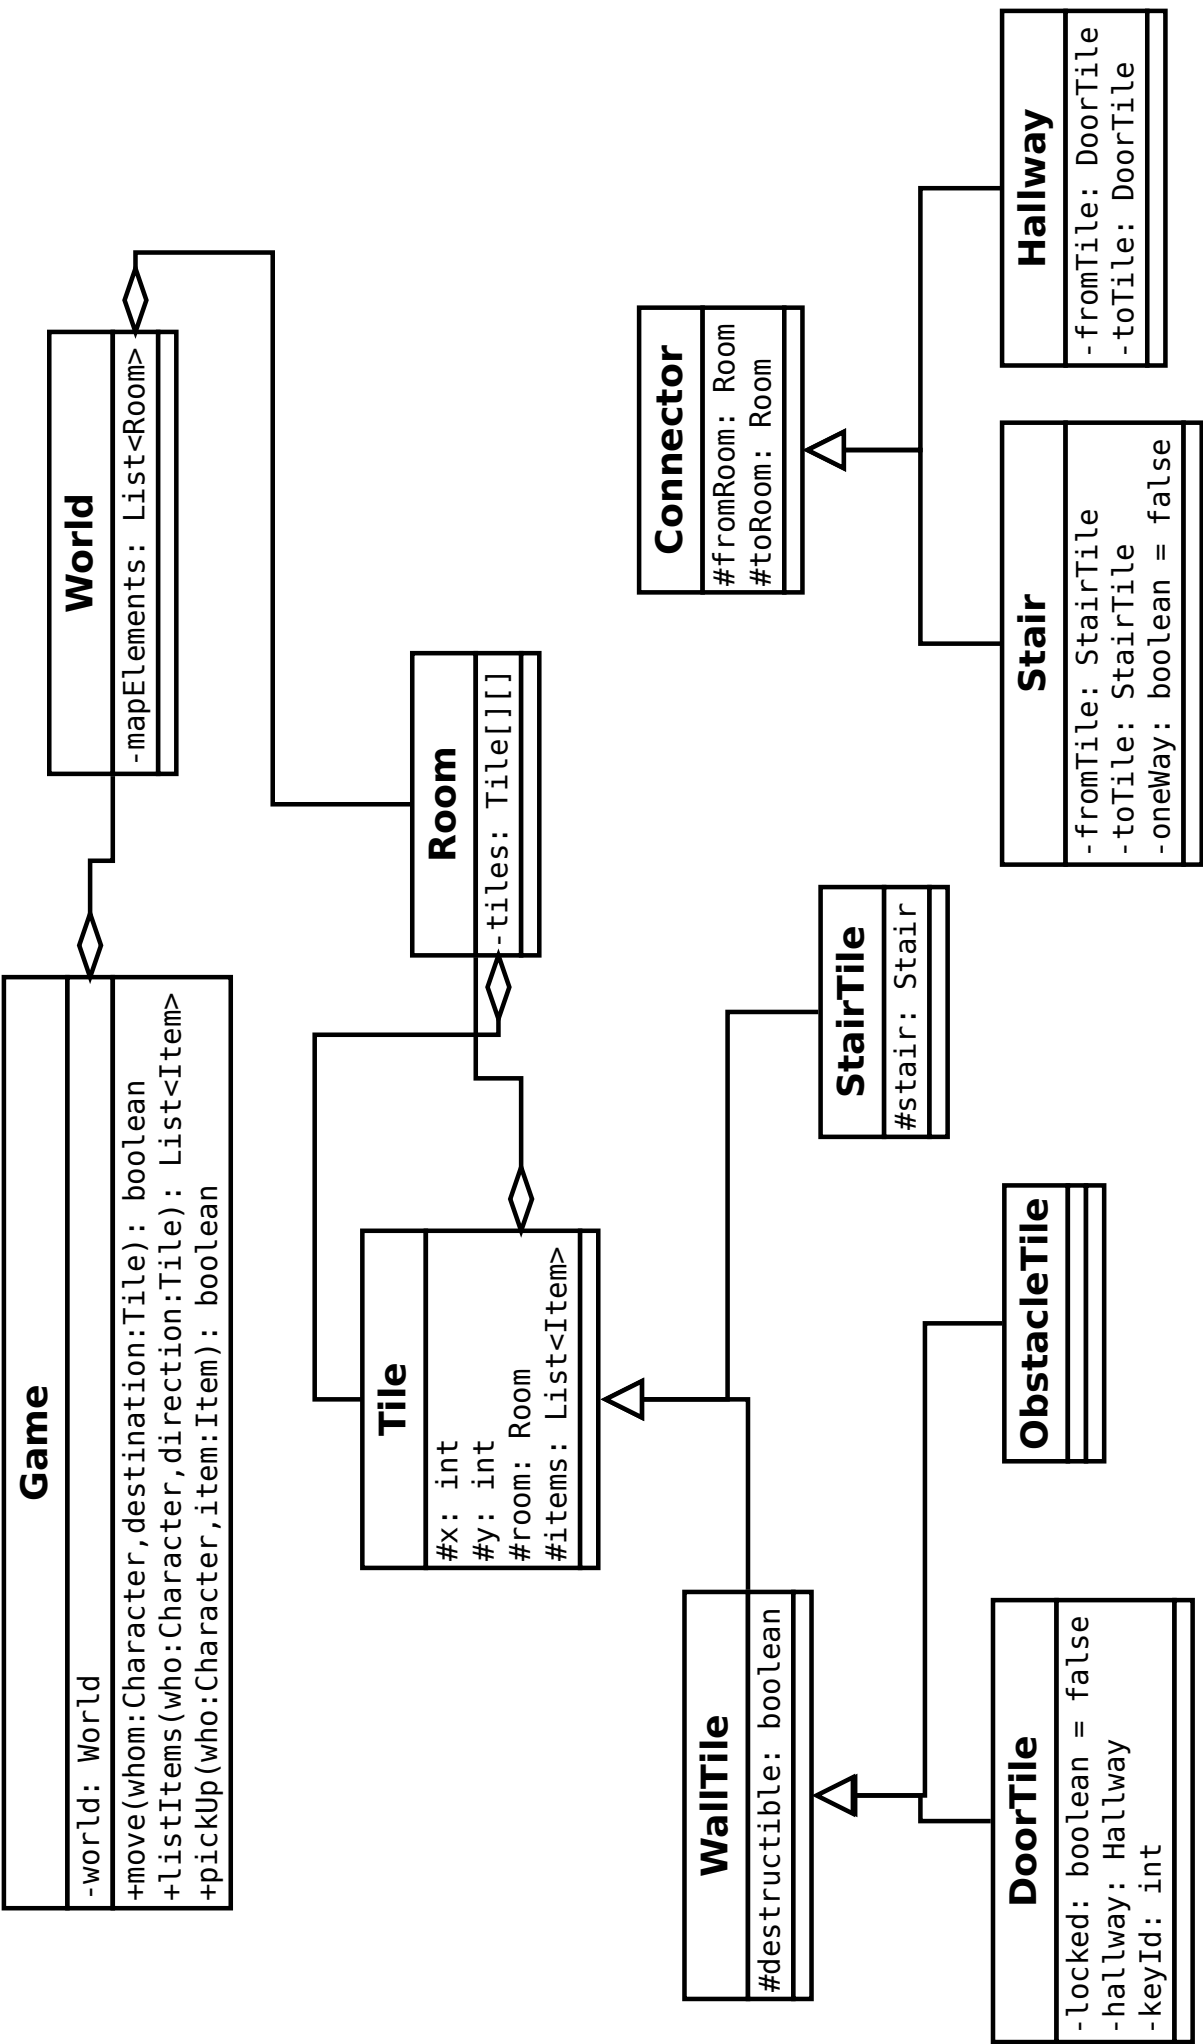 Game
-world: World
+move(whom:Character,destination:Tile): boolean
+listItems(who:Character,direction:Tile): List<Item>
+pickUp(who:Character,item:Item): boolean
World
-mapElements: List<Room>
Tile
#x: int
#y: int
#room: Room
#items: List<Item>
Room
-tiles: Tile[][]
WallTile
#destructible: boolean
StairTile
#stair: Stair
Connector
#fromRoom: Room
#toRoom: Room
DoorTile
-locked: boolean = false
-hallway: Hallway
-keyId: int
ObstacleTile
Stair
-fromTile: StairTile
-toTile: StairTile
-oneWay: boolean = false
Hallway
-fromTile: DoorTile
-toTile: DoorTile